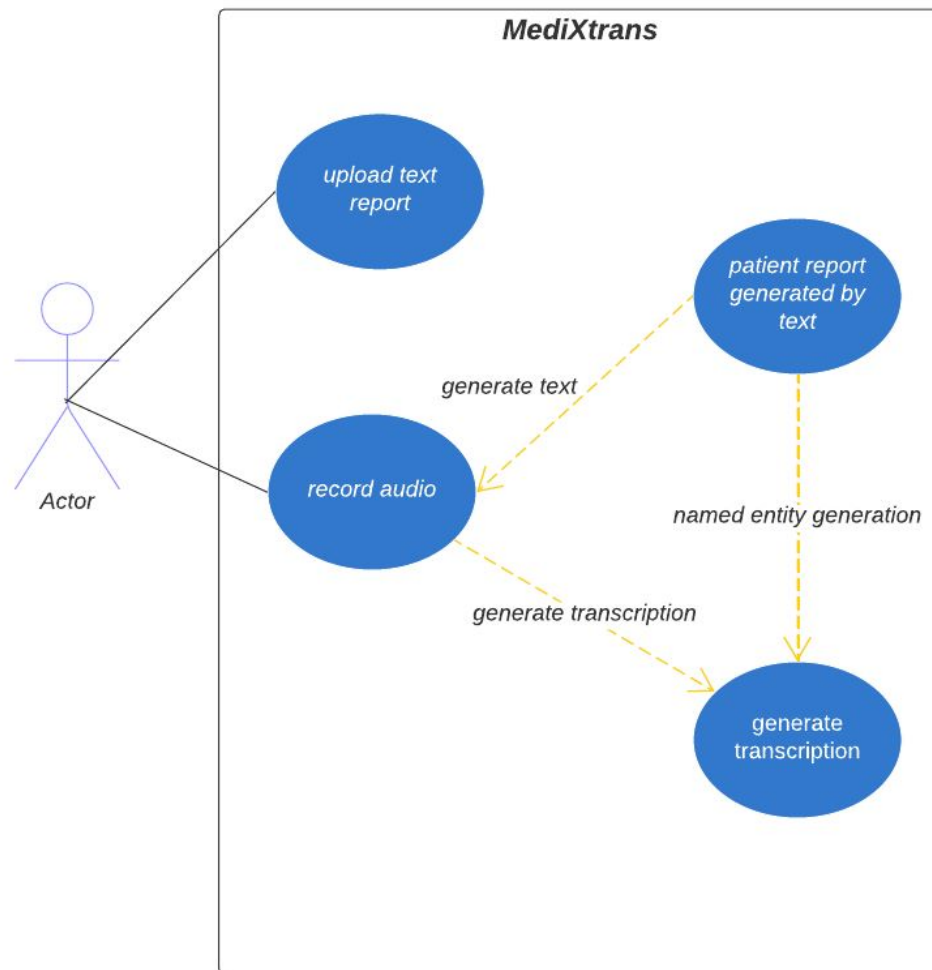 MediXtrans
upload text
report
patient report
generated by
text
generate text
record audio
Actor
named entity generation
generate transcription
generate
transcription